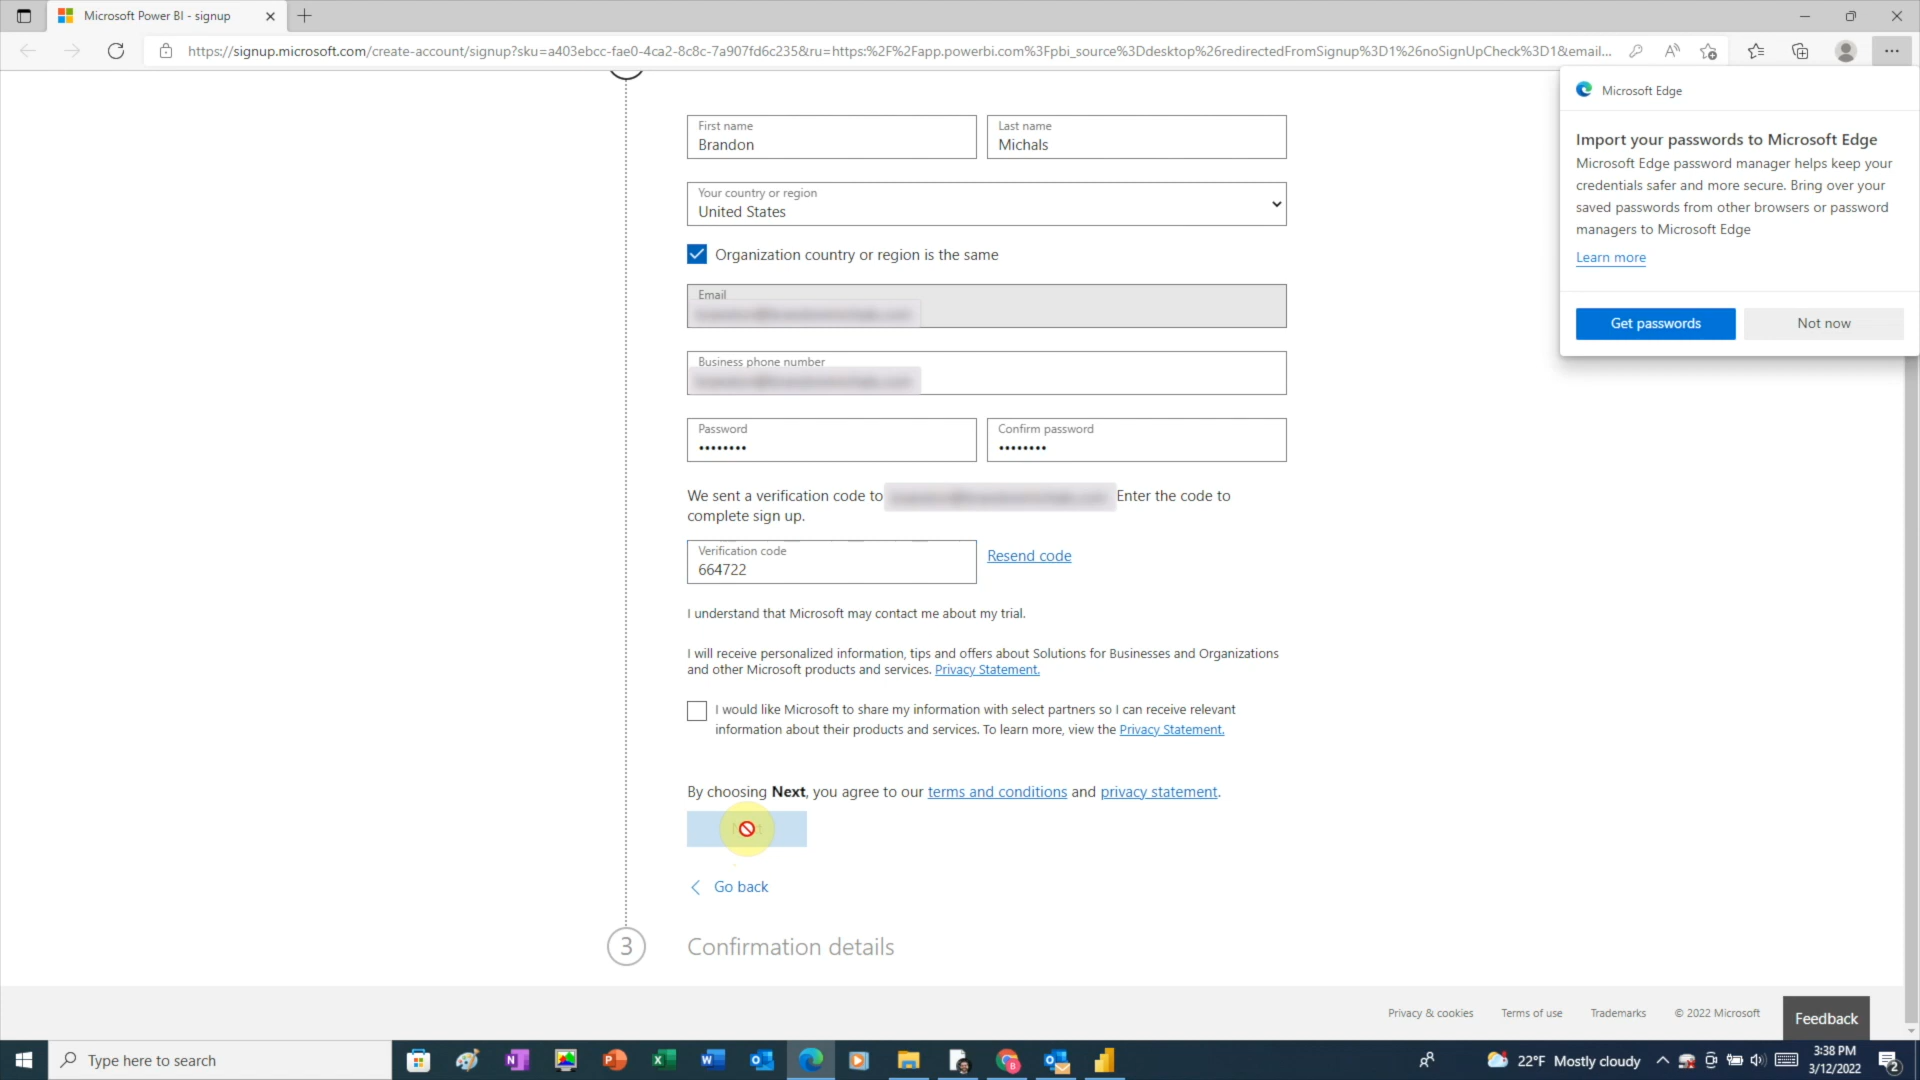 Microsoft Power BI - signup
https://signup.microsoft.com/create-account/signup?sku=a403ebcc-fae0-4ca2-8c8c-7a907fd6c235&ru=https:%2F%2Fapp.powerbi.com%3Fpbi_source%3Ddesktop%26redirectedFromSignup%3D1%26noSignUpCheck%3D1&email...
Microsoft Edge
Import your passwords to Microsoft Edge
Microsoft Edge password manager helps keep your
credentials safer and more secure. Bring over your
saved passwords from other browsers or password
managers to Microsoft Edge
Learn more
Get passwords
Not now
First name
Brandon
Last name
Michals
Your country or region
United States
Organization country or region is the same
Email
Business phone number
Password
••••••••
Confirm password
••••••••
We sent a verification code to Enter the code to
complete sign up.
Verification code
664722
Resend code
I understand that Microsoft may contact me about my trial.
I will receive personalized information, tips and offers about Solutions for Businesses and Organizations
and other Microsoft products and services. Privacy Statement.
I would like Microsoft to share my information with select partners so I can receive relevant
information about their products and services. To learn more, view the Privacy Statement.
By choosing Next, you agree to our terms and conditions and privacy statement.
Go back
3 Confirmation details
Privacy & cookies Terms of use Trademarks © 2022 Microsoft
Feedback
Type here to search
22°F Mostly cloudy
3:38 PM
3/12/2022
2